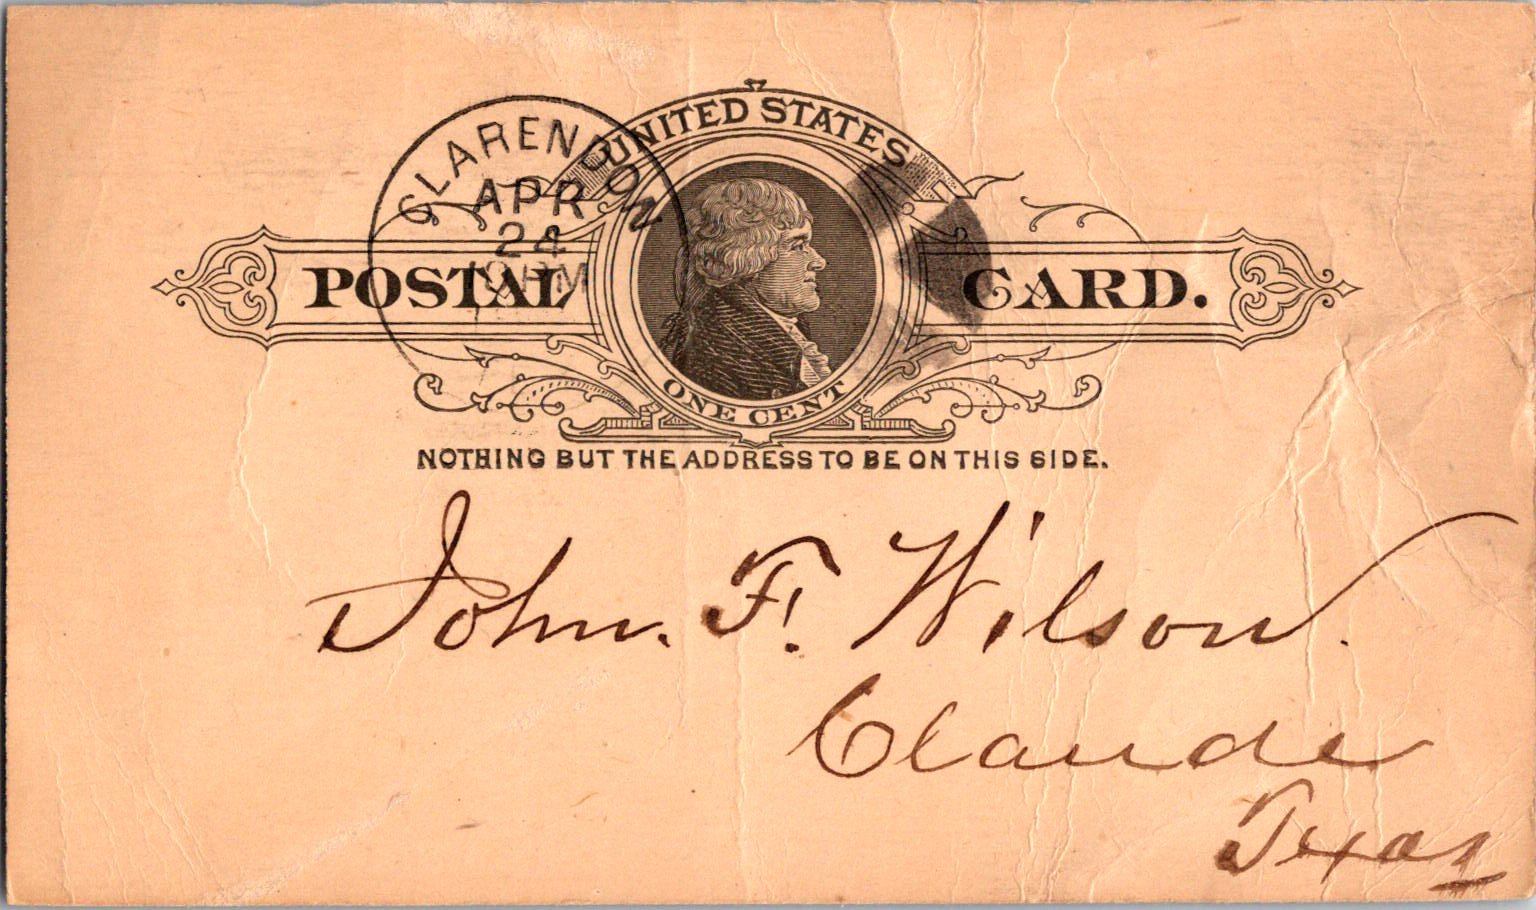 UNITED STATES
CLARENDON
APR
24
PM
POSTAL CARD.
ONE CENT
NOTHING BUT THE ADDRESS TO BE ON THIS SIDE.
John. F. Wilson.
Claude
Texas